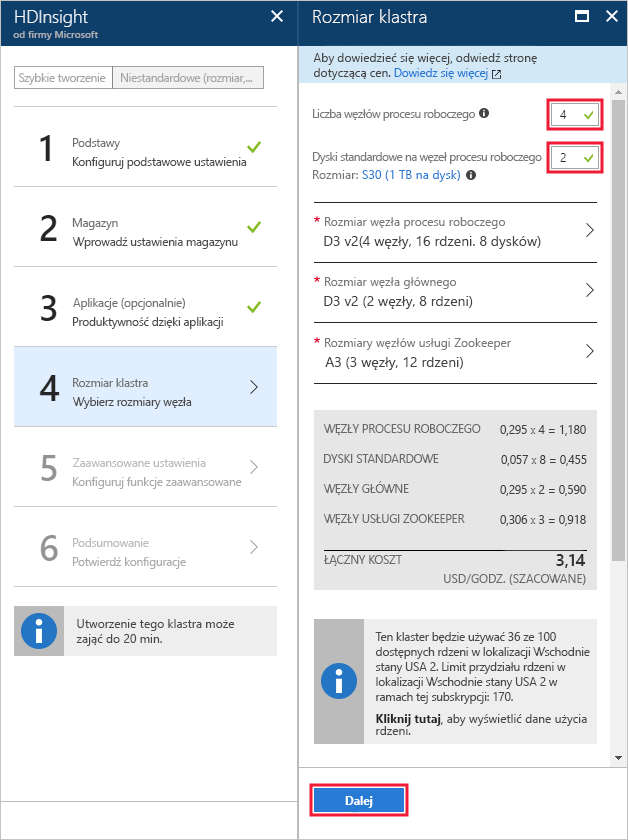 HDInsight
od firmy Microsoft
Szybkie tworzenie
Niestandardowe (rozmiar,...
1
Podstawy
Konfiguruj podstawowe ustawienia
2
Magazyn
Wprowadź ustawienia magazynu
3
Aplikacje (opcjonalnie)
Produktywność dzięki aplikacji
4
Rozmiar klastra
Wybierz rozmiary węzła
5
Zaawansowane ustawienia
Konfiguruj funkcje zaawansowane
6
Podsumowanie
Potwierdź konfiguracje
Utworzenie tego klastra może
zająć do 20 min.
Rozmiar klastra
Aby dowiedzieć się więcej, odwiedź stronę
dotyczącą cen. Dowiedz się więcej
Liczba węzłów procesu roboczego
4
Dyski standardowe na węzeł procesu roboczego
2
Rozmiar: S30 (1 TB na dysk)
* Rozmiar węzła procesu roboczego
D3 v2(4 węzły, 16 rdzeni. 8 dysków)
* Rozmiar węzła głównego
D3 v2 (2 węzły, 8 rdzeni)
* Rozmiary węzłów usługi Zookeeper
A3 (3 węzły, 12 rdzeni)
WĘZŁY PROCESU ROBOCZEGO 0,295 x 4 = 1,180
DYSKI STANDARDOWE 0,057 x 8 = 0,455
WĘZŁY GŁÓWNE 0,295 x 2 = 0,590
WĘZŁY USŁUGI ZOOKEEPER 0,306 x 3 = 0,918
ŁĄCZNY KOSZT 3,14
USD/GODZ. (SZACOWANE)
Ten klaster będzie używać 36 ze 100
dostępnych rdzeni w lokalizacji Wschodnie
stany USA 2. Limit przydziału rdzeni w
lokalizacji Wschodnie stany USA 2 w
ramach tej subskrypcji: 170.
Kliknij tutaj, aby wyświetlić dane użycia
rdzeni.
Dalej